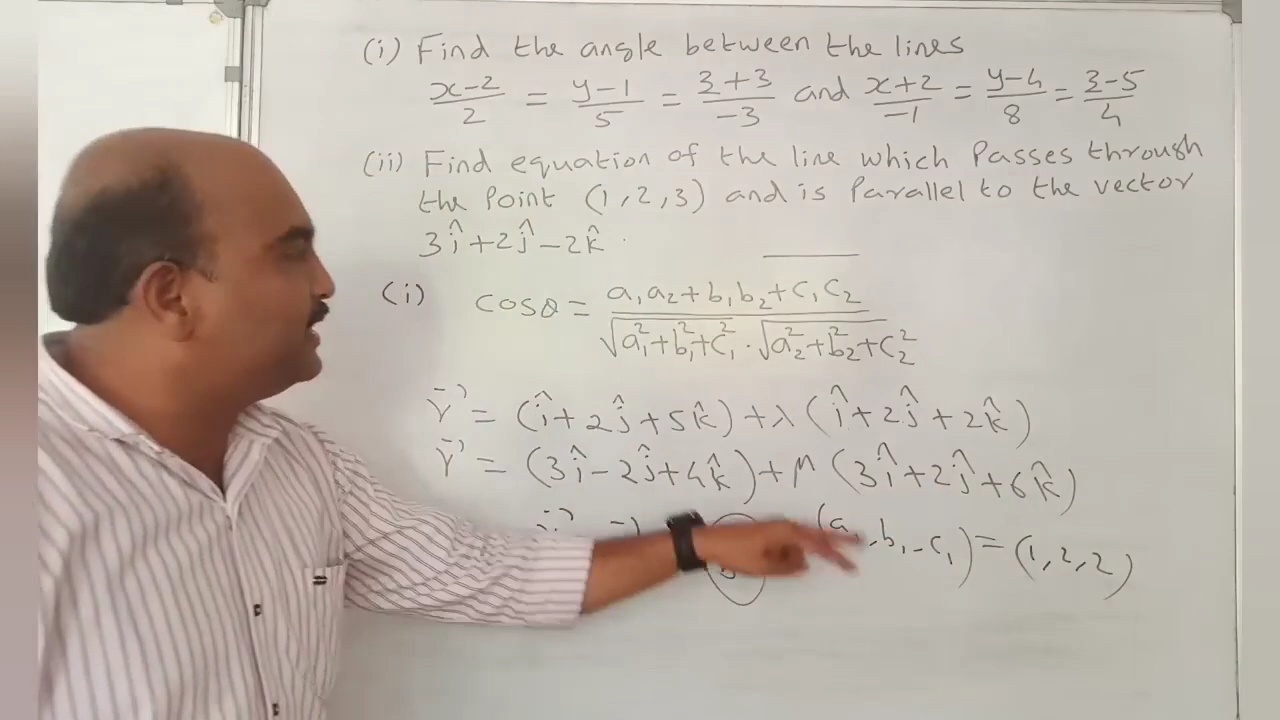 (i) Find the angle between the lines
x-2/2 = y-1/5 = z+3/-3 and x+2/-1 = y-4/8 = z-5/4
(ii) Find equation of the line which Passes through
the Point (1, 2, 3) and is Parallel to the vector
3î+2ĵ-2k̂.
(i) cosθ = a₁a₂+b₁b₂+c₁c₂ / √a₁²+b₁²+c₁² · √a₂²+b₂²+c₂²
r⃗ = (î+2ĵ+5k̂)+λ(î+2ĵ+2k̂)
r⃗ = (3î-2ĵ+4k̂)+μ(3î+2ĵ+6k̂)
(a₁, b₁, c₁) = (1, 2, 2)